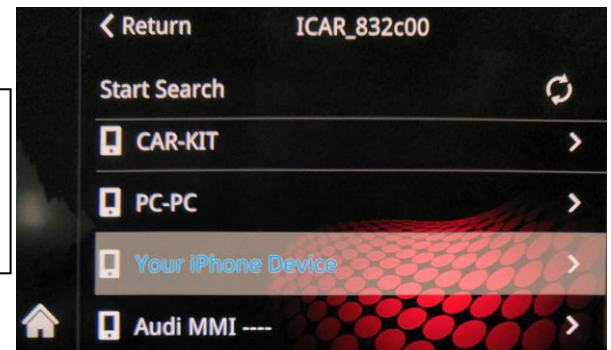 Return
ICAR_832c00
Start Search
CAR-KIT
PC-PC
Your iPhone Device
Audi MMI ----